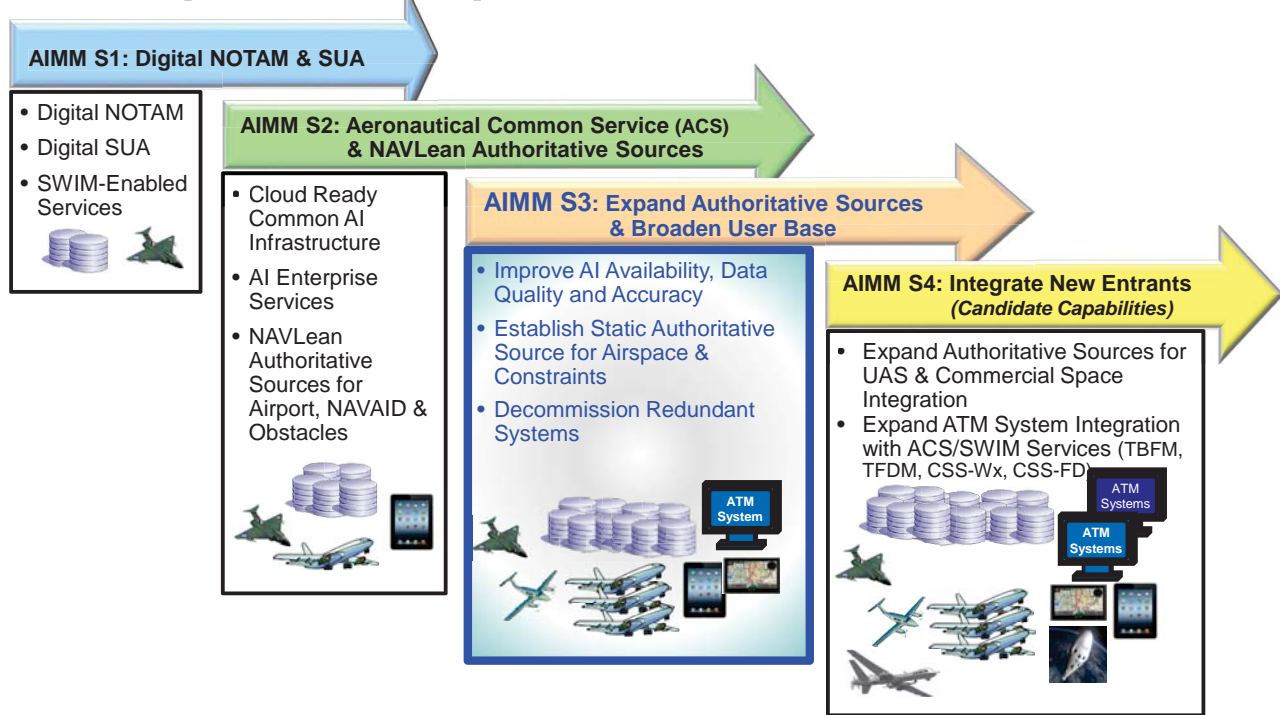 AIMM S1: Digital NOTAM & SUA
• Digital NOTAM
• Digital SUA
• SWIM-Enabled
Services
AIMM S2: Aeronautical Common Service (ACS)
& NAVLean Authoritative Sources
• Cloud Ready
Common AI
Infrastructure
• AI Enterprise
Services
• NAVLean
Authoritative
Sources for
Airport, NAVAID &
Obstacles
AIMM S3: Expand Authoritative Sources
& Broaden User Base
• Improve AI Availability, Data
Quality and Accuracy
• Establish Static Authoritative
Source for Airspace &
Constraints
• Decommission Redundant
Systems
ATM
System
AIMM S4: Integrate New Entrants
(Candidate Capabilities)
• Expand Authoritative Sources for
UAS & Commercial Space
Integration
• Expand ATM System Integration
with ACS/SWIM Services (TBFM,
TFDM, CSS-Wx, CSS-FD)
ATM
Systems
ATM
Systems